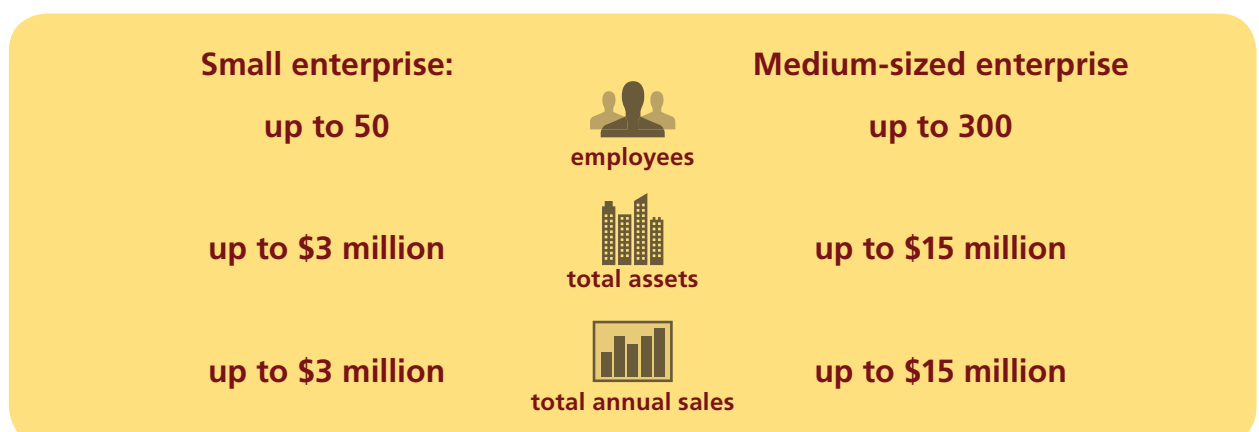 Small enterprise:
Medium-sized enterprise
up to 50
employees
up to 300
up to $3 million
total assets
up to $15 million
up to $3 million
total annual sales
up to $15 million